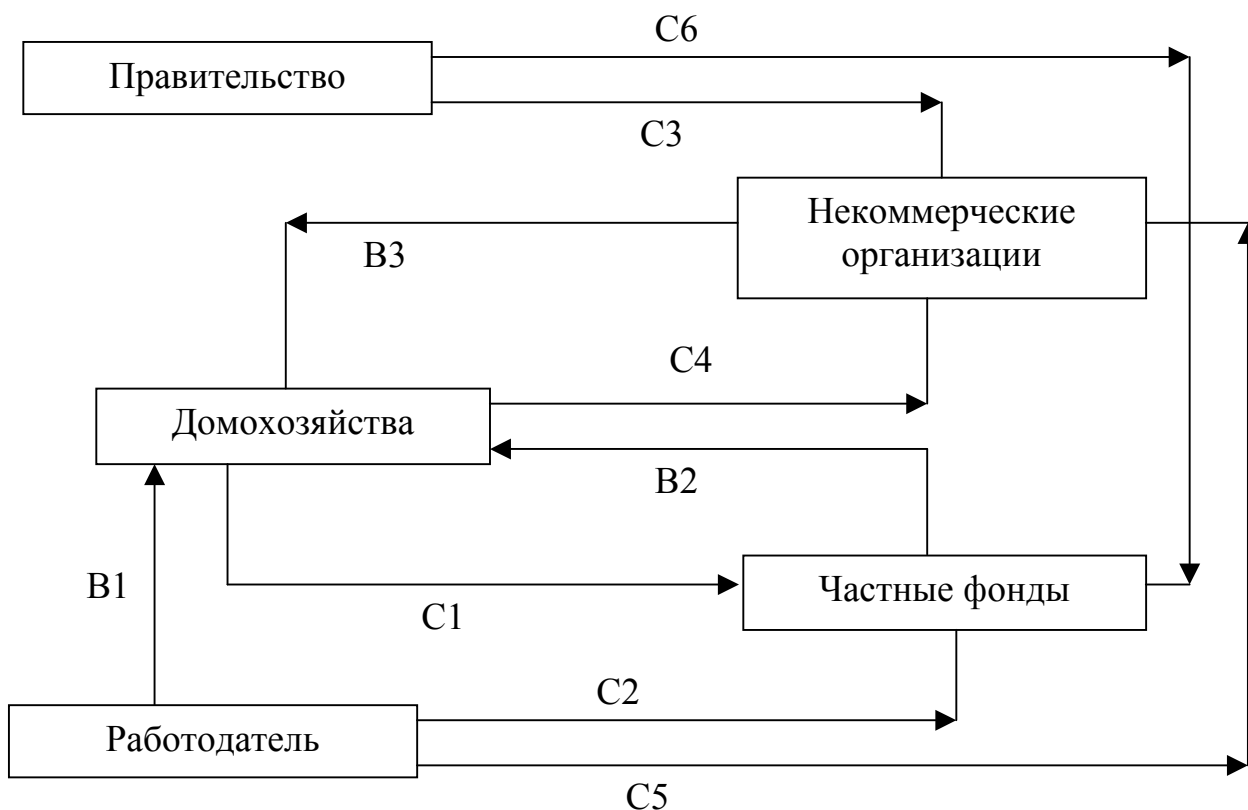 С6
Правительство
С3
Некоммерческие
организации
В3
С4
Домохозяйства
В2
В1
Частные фонды
С1
С2
Работодатель
С5